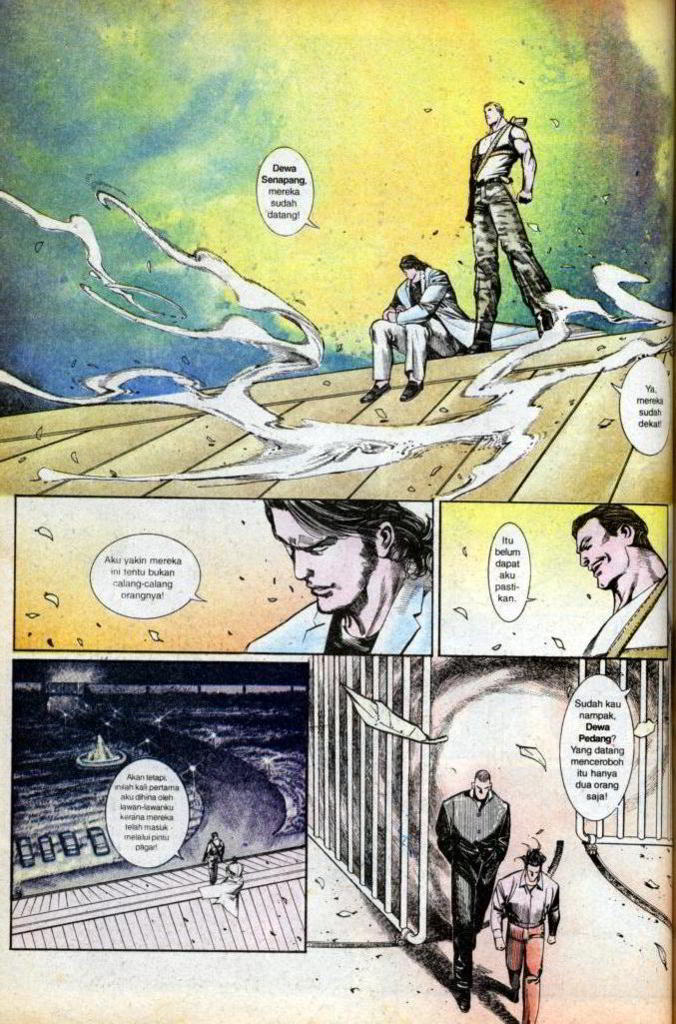 Dewa
Senapang,
mereka
sudah
datang!
Ya,
mereka
sudah
dekat!
Aku yakin mereka
ini tentu bukan
calang-calang
orangnya!
Itu
belum
dapat
aku
pasti-
kan.
Akan tetapi,
inilah kali pertama
aku dihina oleh
lawan-lawanku
kerana mereka
telah masuk
melalui pintu
pagar!
Sudah kau
nampak,
Dewa
Pedang?
Yang datang
menceroboh
itu hanya
dua orang
saja!